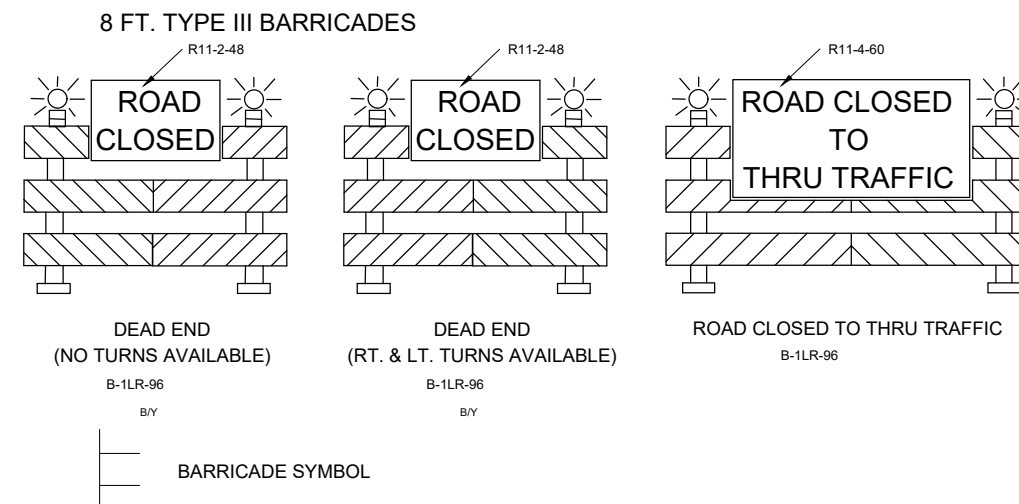 8 FT. TYPE III BARRICADES
R11-2-48
ROAD
CLOSED
DEAD END
(NO TURNS AVAILABLE)
B-1LR-96
B/Y
R11-2-48
ROAD
CLOSED
DEAD END
(RT. & LT. TURNS AVAILABLE)
B-1LR-96
B/Y
R11-4-60
ROAD CLOSED
TO
THRU TRAFFIC
ROAD CLOSED TO THRU TRAFFIC
B-1LR-96
BARRICADE SYMBOL